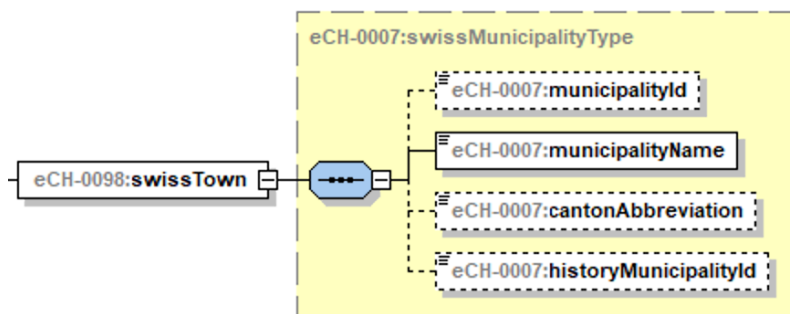 eCH-0007:swissMunicipalityType
eCH-0007:municipalityId
eCH-0007:municipalityName
eCH-0098:swissTown
eCH-0007:cantonAbbreviation
eCH-0007:historyMunicipalityId